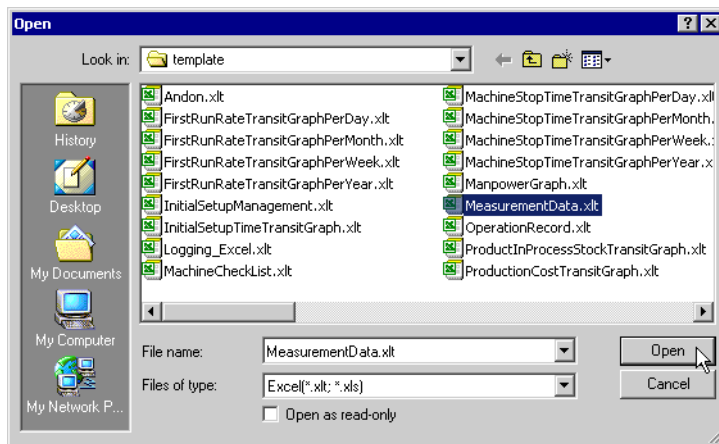 Open
Look in:
template
History
Desktop
My Documents
My Computer
My Network P...
Andon.xlt
FirstRunRateTransitGraphPerDay.xlt
FirstRunRateTransitGraphPerMonth.xlt
FirstRunRateTransitGraphPerWeek.xlt
FirstRunRateTransitGraphPerYear.xlt
InitialSetupManagement.xlt
InitialSetupTimeTransitGraph.xlt
Logging_Excel.xlt
MachineCheckList.xlt
MachineStopTimeTransitGraphPerDay.xl
MachineStopTimeTransitGraphPerMonth.
MachineStopTimeTransitGraphPerWeek.
MachineStopTimeTransitGraphPerYear.x
ManpowerGraph.xlt
MeasurementData.xlt
OperationRecord.xlt
ProductInProcessStockTransitGraph.xlt
ProductionCostTransitGraph.xlt
File name:
MeasurementData.xlt
Open
Files of type:
Excel(*.xlt; *.xls)
Cancel
Open as read-only